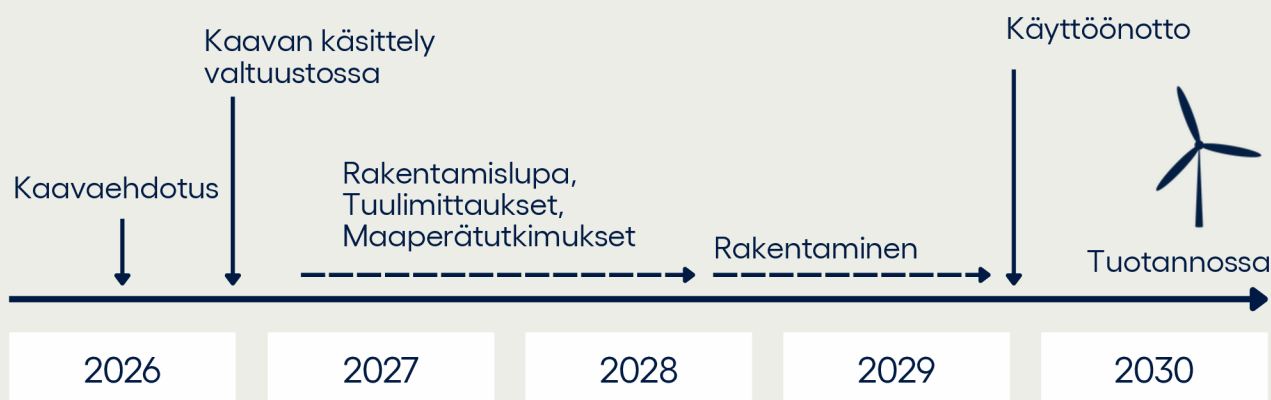 Kaavaehdotus
Kaavan käsittely
valtuustossa
Rakentamislupa,
Tuulimittaukset,
Maaperätutkimukset
Rakentaminen
Käyttöönotto
Tuotannossa
2026
2027
2028
2029
2030